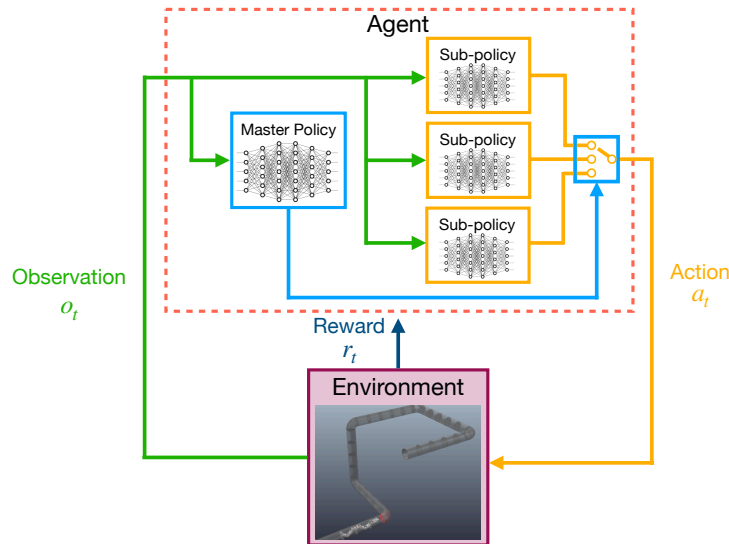 Agent
Sub-policy
Master Policy
Sub-policy
Sub-policy
Observation
o_t
Action
a_t
Reward
r_t
Environment